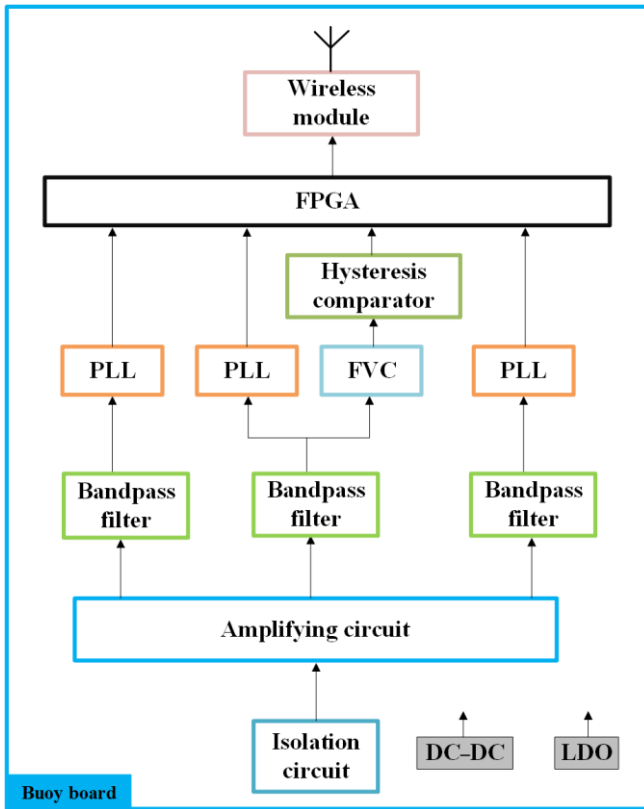 Wireless
module
FPGA
Hysteresis
comparator
PLL
PLL
FVC
PLL
Bandpass
filter
Bandpass
filter
Bandpass
filter
Amplifying circuit
Isolation
circuit
DC-DC
LDO
Buoy board